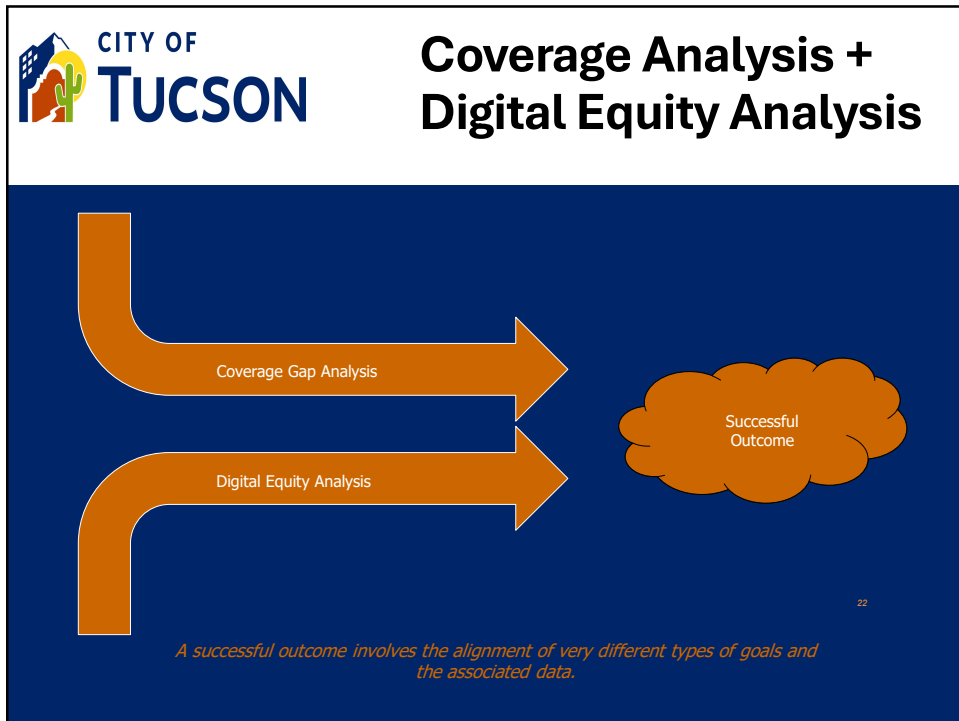 CITY OF
TUCSON
Coverage Analysis +
Digital Equity Analysis
Coverage Gap Analysis
Successful
Outcome
Digital Equity Analysis
22
A successful outcome involves the alignment of very different types of goals and
the associated data.